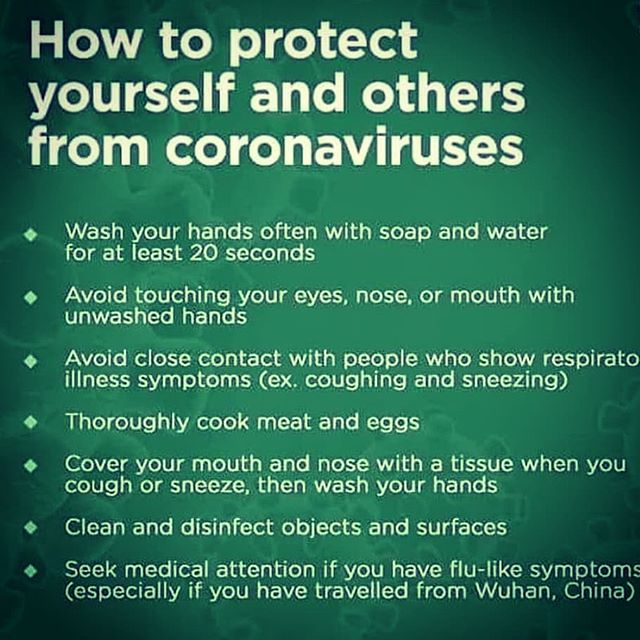 How to protect
yourself and others
from coronaviruses
Wash your hands often with soap and water
for at least 20 seconds
Avoid touching your eyes, nose, or mouth with
unwashed hands
Avoid close contact with people who show respirato
illness symptoms (ex. coughing and sneezing)
Thoroughly cook meat and eggs
Cover your mouth and nose with a tissue when you
cough or sneeze, then wash your hands
Clean and disinfect objects and surfaces
Seek medical attention if you have flu-like symptoms
(especially if you have travelled from Wuhan, China)